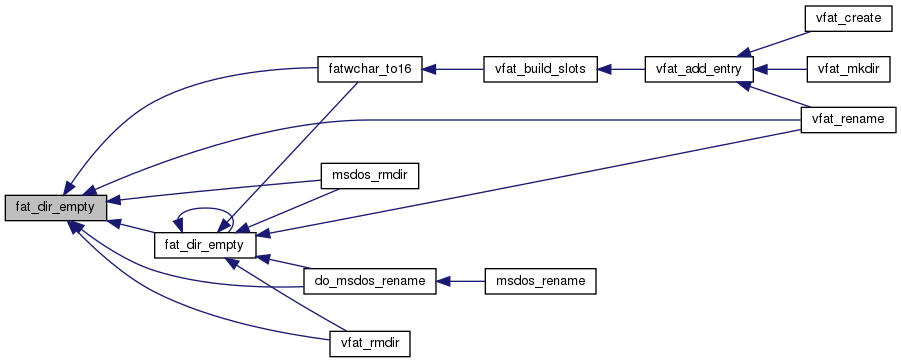 vfat_create
fatwchar_to16
vfat_build_slots
vfat_add_entry
vfat_mkdir
vfat_rename
msdos_rmdir
fat_dir_empty
fat_dir_empty
do_msdos_rename
msdos_rename
vfat_rmdir